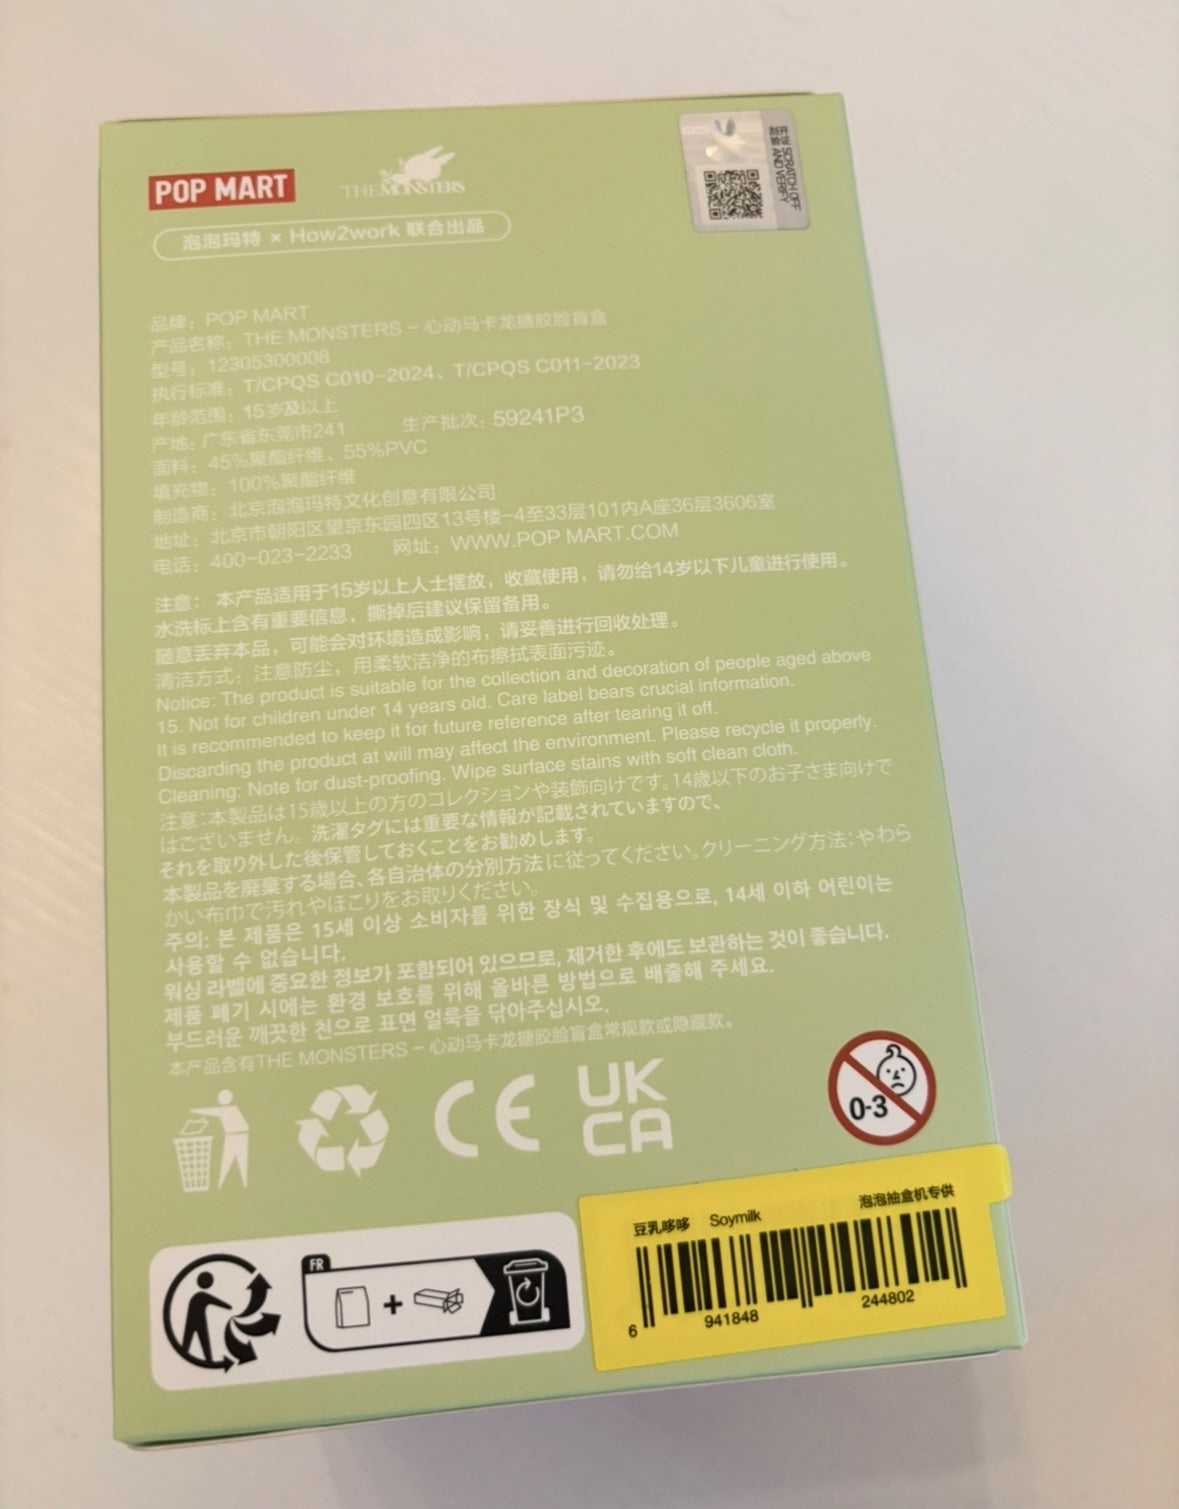 POP MART
THE MONSTERS
泡泡玛特 × How2work 联合出品
开控 SCRATCH OFF
刮验 AND VERIFY
品牌：POP MART
产品名称：THE MONSTERS - 心动马卡龙搪胶脸盲盒
型号：12305300008
执行标准：T/CPQS C010-2024、T/CPQS C011-2023
年龄范围：15岁及以上
产地：广东省东莞市241 生产批次：59241P3
面料：45%聚酯纤维、55%PVC
填充物：100%聚酯纤维
制造商：北京泡泡玛特文化创意有限公司
地址：北京市朝阳区望京东园四区13号楼-4至33层101内A座36层3606室
电话：400-023-2233 网址：WWW.POP MART.COM
注意：本产品适用于15岁以上人士摆放，收藏使用，请勿给14岁以下儿童进行使用。
水洗标上含有重要信息，撕掉后建议保留备用。
随意丢弃本品，可能会对环境造成影响，请妥善进行回收处理。
清洁方式：注意防尘，用柔软洁净的布擦拭表面污迹。
Notice: The product is suitable for the collection and decoration of people aged above
15. Not for children under 14 years old. Care label bears crucial information.
It is recommended to keep it for future reference after tearing it off.
Discarding the product at will may affect the environment. Please recycle it properly.
Cleaning: Note for dust-proofing. Wipe surface stains with soft clean cloth.
注意：本製品は15歳以上の方のコレクションや装飾向けです。14歳以下のお子さま向けで
はございません。洗濯タグには重要な情報が記載されていますので、
それを取り外した後保管しておくことをお勧めします。
本製品を廃棄する場合、各自治体の分別方法に従ってください。クリーニング方法：やわら
かい布巾で汚れやほこりをお取りください。
주의: 본 제품은 15세 이상 소비자를 위한 장식 및 수집용으로, 14세 이하 어린이는
사용할 수 없습니다.
워싱 라벨에 중요한 정보가 포함되어 있으므로, 제거한 후에도 보관하는 것이 좋습니다.
제품 폐기 시에는 환경 보호를 위해 올바른 방법으로 배출해 주세요.
부드러운 깨끗한 천으로 표면 얼룩을 닦아주십시오.
本产品含有THE MONSTERS - 心动马卡龙搪胶脸盲盒常规款或隐藏款。
CE
UK
CA
0-3
FR
豆乳哆哆 Soymilk 泡泡抽盒机专供
6 941848 244802